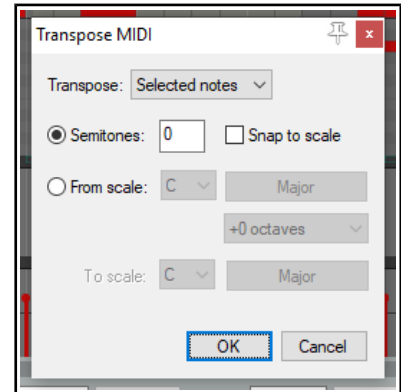 Transpose MIDI
x
Transpose: Selected notes
Semitones: 0 Snap to scale
From scale: C Major
+0 octaves
To scale: C Major
OK Cancel